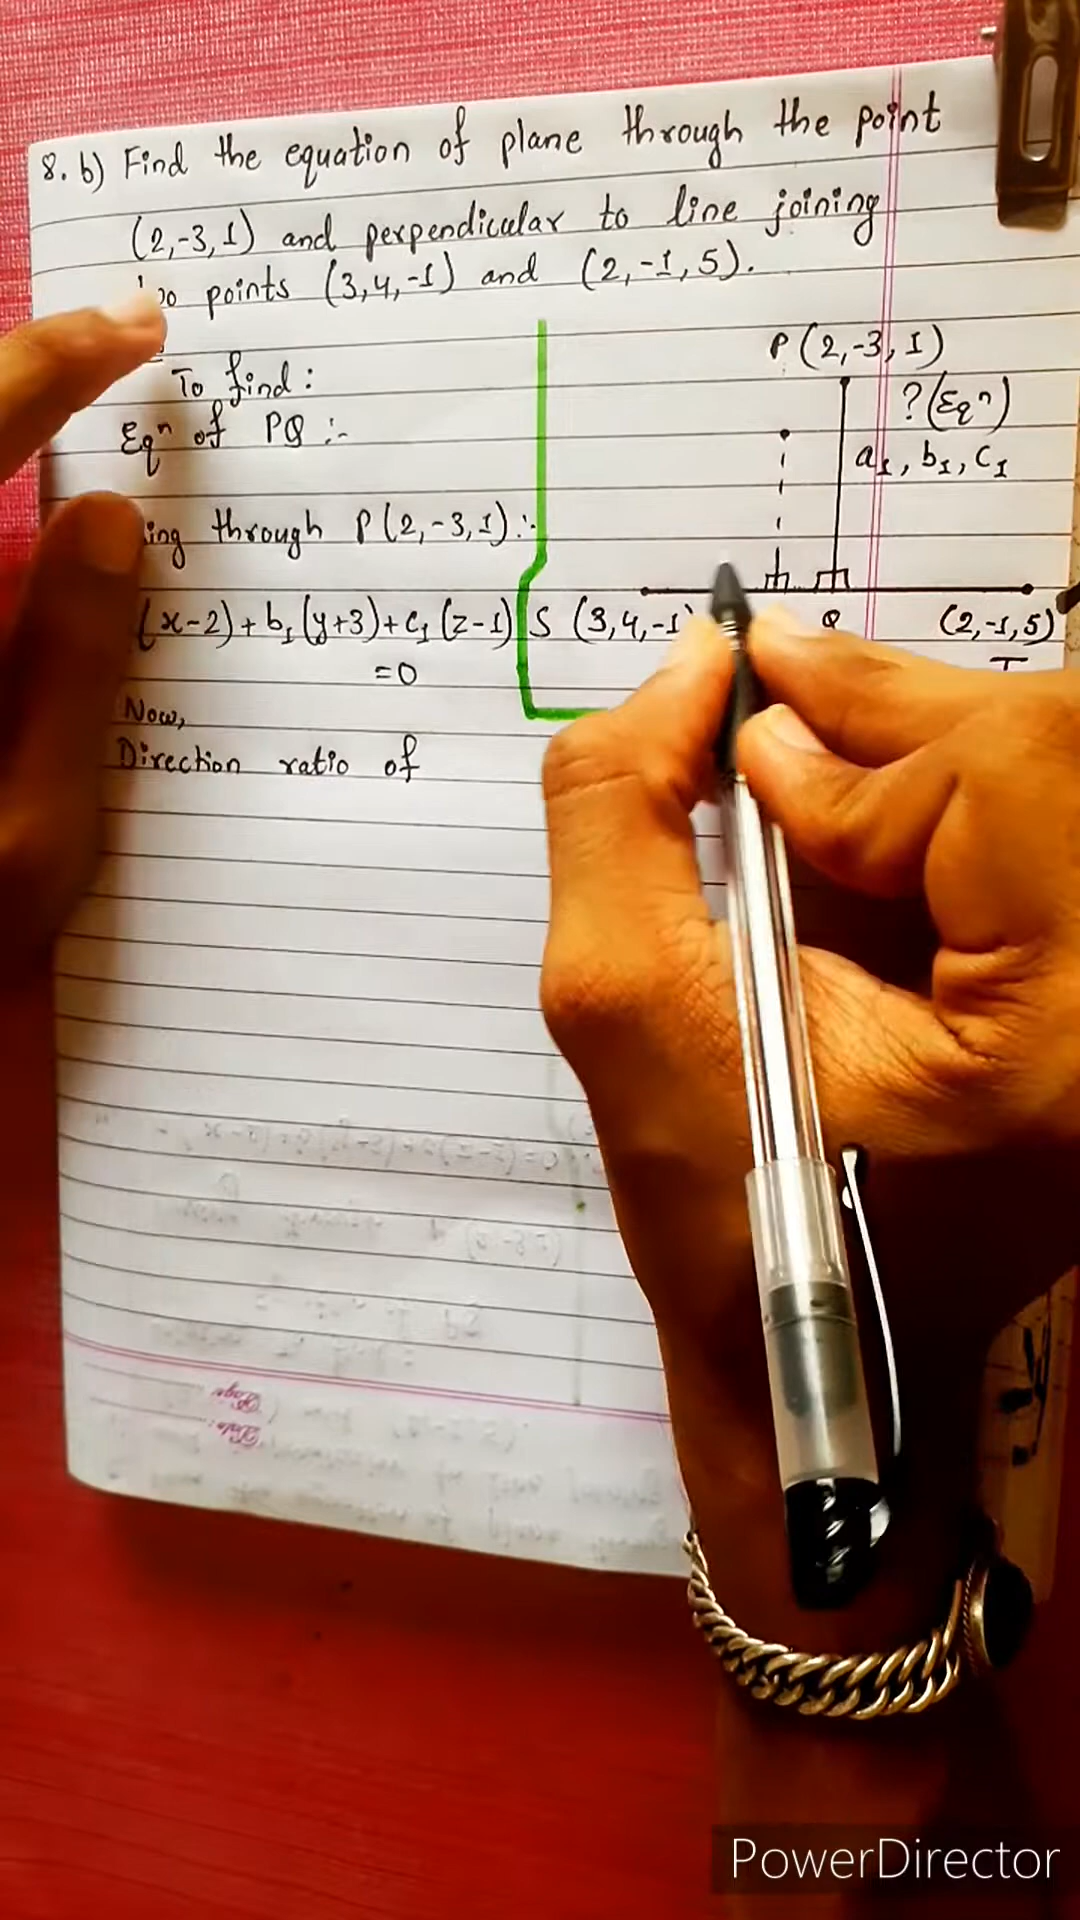 8. b) Find the equation of plane through the point
(2,-3,1) and perpendicular to line joining
points (3,4,-1) and (2,-1,5).
To find:
Eqⁿ of PQ :-
through P(2,-3,1):-
(x-2)+b₁(y+3)+c₁(z-1)
=0
Now,
Direction ratio of
P(2,-3,1)
?(Eqⁿ)
a₁, b₁, c₁
S (3,4,-1)
Q
(2,-1,5)
T
Page
Date:
PowerDirector